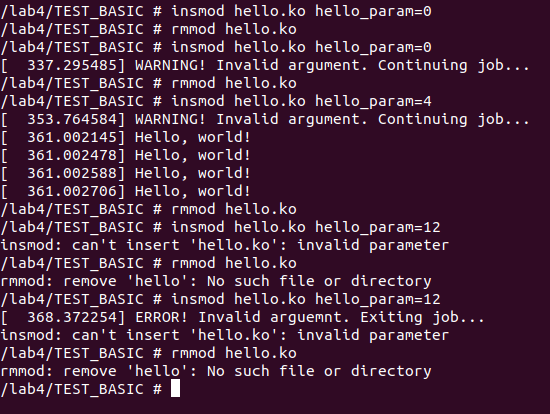 /lab4/TEST_BASIC # insmod hello.ko hello_param=0
/lab4/TEST_BASIC # rmmod hello.ko
/lab4/TEST_BASIC # insmod hello.ko hello_param=0
[  337.295485] WARNING! Invalid argument. Continuing job...
/lab4/TEST_BASIC # rmmod hello.ko
/lab4/TEST_BASIC # insmod hello.ko hello_param=4
[  353.764584] WARNING! Invalid argument. Continuing job...
[  361.002145] Hello, world!
[  361.002478] Hello, world!
[  361.002588] Hello, world!
[  361.002706] Hello, world!
/lab4/TEST_BASIC # rmmod hello.ko
/lab4/TEST_BASIC # insmod hello.ko hello_param=12
insmod: can't insert 'hello.ko': invalid parameter
/lab4/TEST_BASIC # rmmod hello.ko
rmmod: remove 'hello': No such file or directory
/lab4/TEST_BASIC # insmod hello.ko hello_param=12
[  368.372254] ERROR! Invalid arguemnt. Exiting job...
insmod: can't insert 'hello.ko': invalid parameter
/lab4/TEST_BASIC # rmmod hello.ko
rmmod: remove 'hello': No such file or directory
/lab4/TEST_BASIC #